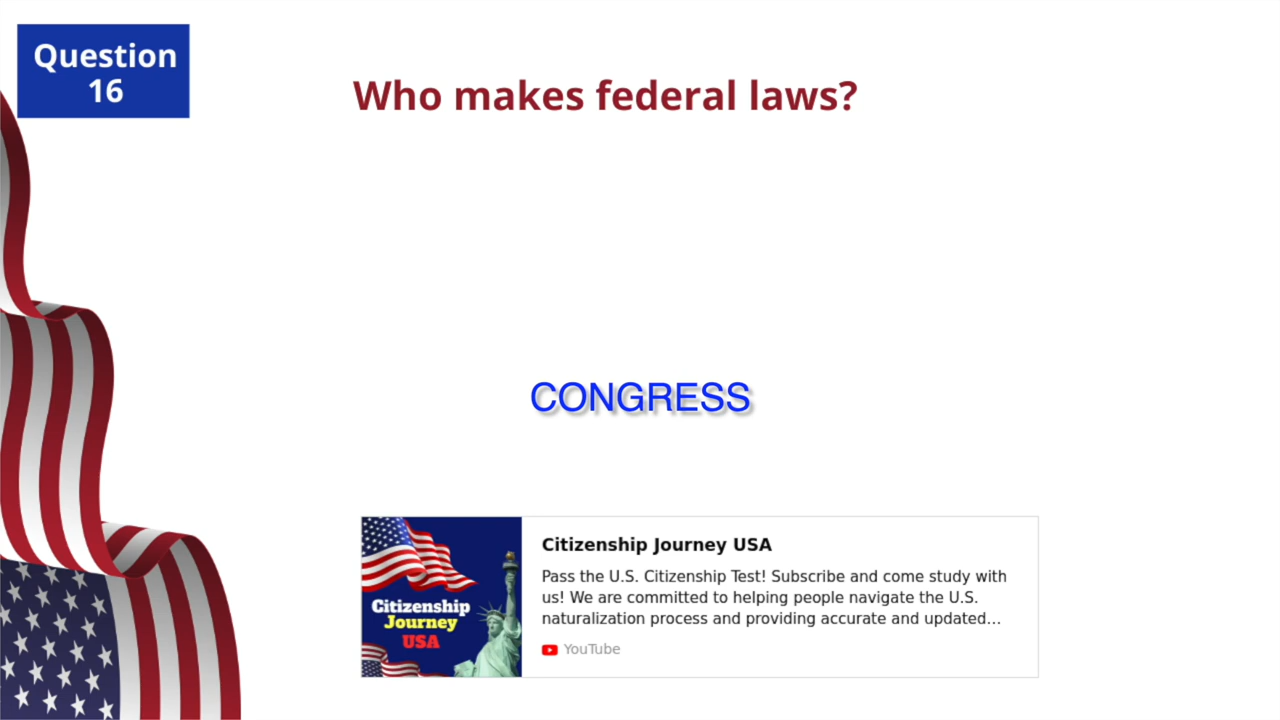 Question
16
Who makes federal laws?
CONGRESS
Citizenship
Journey
USA
Citizenship Journey USA
Pass the U.S. Citizenship Test! Subscribe and come study with
us! We are committed to helping people navigate the U.S.
naturalization process and providing accurate and updated...
YouTube